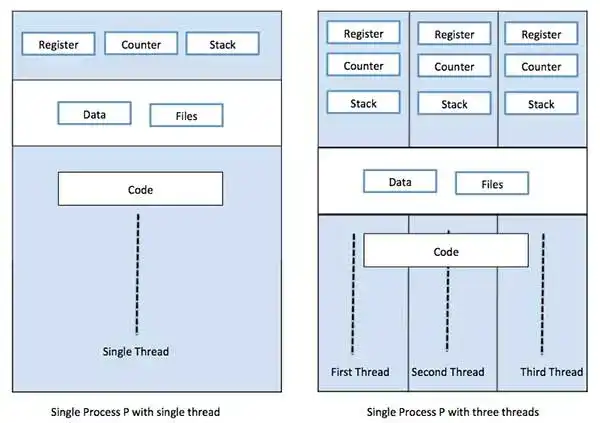 Register Counter Stack
Data Files
Code
Single Thread
Single Process P with single thread
Register Register Register
Counter Counter Counter
Stack Stack Stack
Data Files
Code
First Thread Second Thread Third Thread
Single Process P with three threads